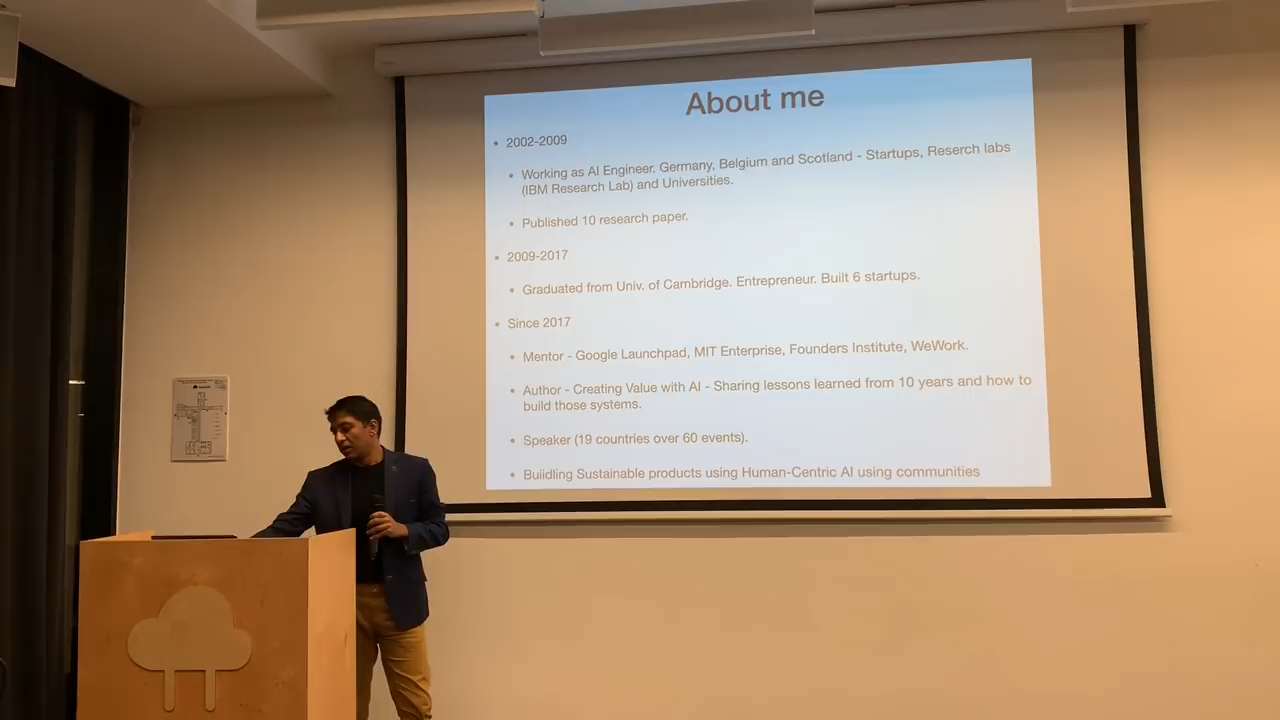 About me
• 2002-2009
• Working as AI Engineer. Germany, Belgium and Scotland - Startups, Reserch labs
(IBM Research Lab) and Universities.
• Published 10 research paper.
• 2009-2017
• Graduated from Univ. of Cambridge. Entrepreneur. Built 6 startups.
• Since 2017
• Mentor - Google Launchpad, MIT Enterprise, Founders Institute, WeWork.
• Author - Creating Value with AI - Sharing lessons learned from 10 years and how to
build those systems.
• Speaker (19 countries over 60 events).
• Buiidling Sustainable products using Human-Centric AI using communities